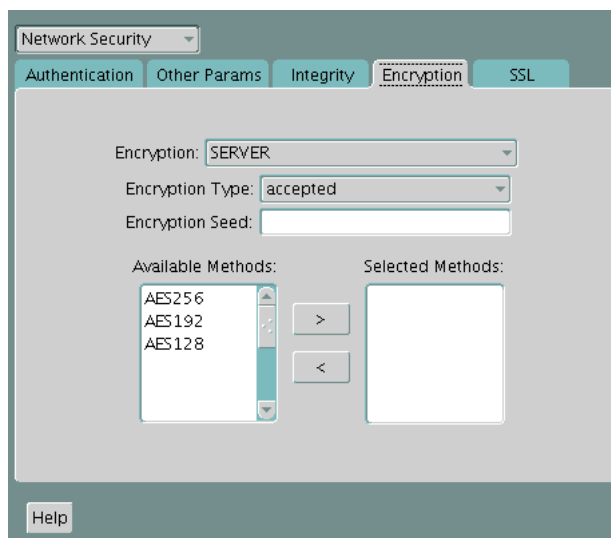 Network Security
Authentication Other Params Integrity Encryption SSL
Encryption: SERVER
Encryption Type: accepted
Encryption Seed:
Available Methods: Selected Methods:
AES256
AES192 >
AES128
<
Help